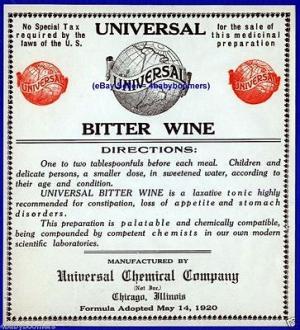 No Special Tax
required by the
laws of the U. S.
UNIVERSAL
for the sale of
this medicinal
preparation
UNIVERSAL
UNIVERSAL
UNIVERSAL
BITTER WINE
DIRECTIONS:
One to two tablespoonfuls before each meal. Children and
delicate persons, a smaller dose, in sweetened water, according
to their age and condition.
UNIVERSAL BITTER WINE is a laxative tonic highly
recommended for constipation, loss of appetite and stomach
disorders.
This preparation is palatable and chemically compatible,
being compounded by competent chemists in our own modern
scientific laboratories.
MANUFACTURED BY
Universal Chemical Company
(Not Inc.)
Chicago, Illinois
Formula Adopted May 14, 1920